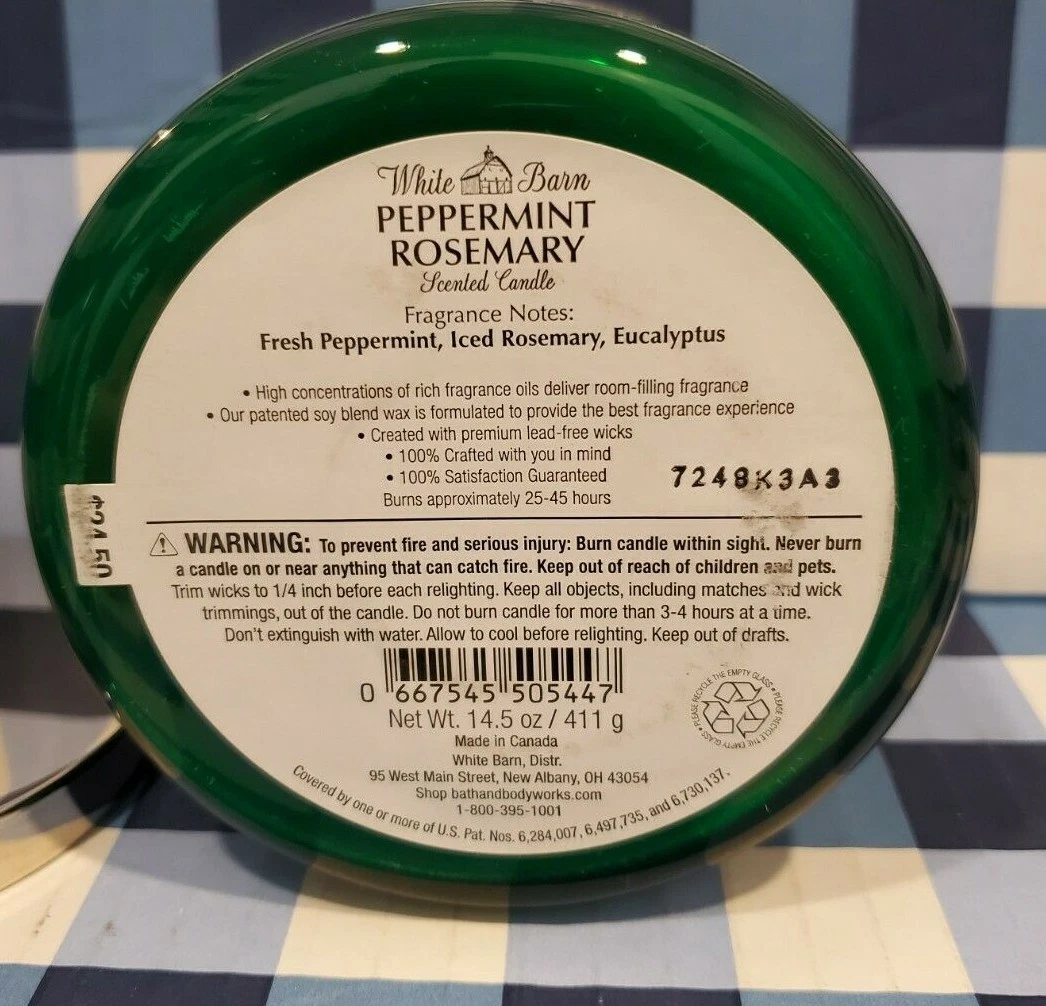 White Barn
PEPPERMINT
ROSEMARY
Scented Candle
Fragrance Notes:
Fresh Peppermint, Iced Rosemary, Eucalyptus
• High concentrations of rich fragrance oils deliver room-filling fragrance
• Our patented soy blend wax is formulated to provide the best fragrance experience
• Created with premium lead-free wicks
• 100% Crafted with you in mind
• 100% Satisfaction Guaranteed
Burns approximately 25-45 hours
7248K3A3
$24.50
⚠ WARNING: To prevent fire and serious injury: Burn candle within sight. Never burn
a candle on or near anything that can catch fire. Keep out of reach of children and pets.
Trim wicks to 1/4 inch before each relighting. Keep all objects, including matches and wick
trimmings, out of the candle. Do not burn candle for more than 3-4 hours at a time.
Don't extinguish with water. Allow to cool before relighting. Keep out of drafts.
0 667545 505447
PLEASE RECYCLE THE EMPTY GLASS • PLEASE RECYCLE THE EMPTY GLASS •
Net Wt. 14.5 oz / 411 g
Made in Canada
White Barn, Distr.
95 West Main Street, New Albany, OH 43054
Shop bathandbodyworks.com
1-800-395-1001
Covered by one or more of U.S. Pat. Nos. 6,284,007, 6,497,735, and 6,730,137.